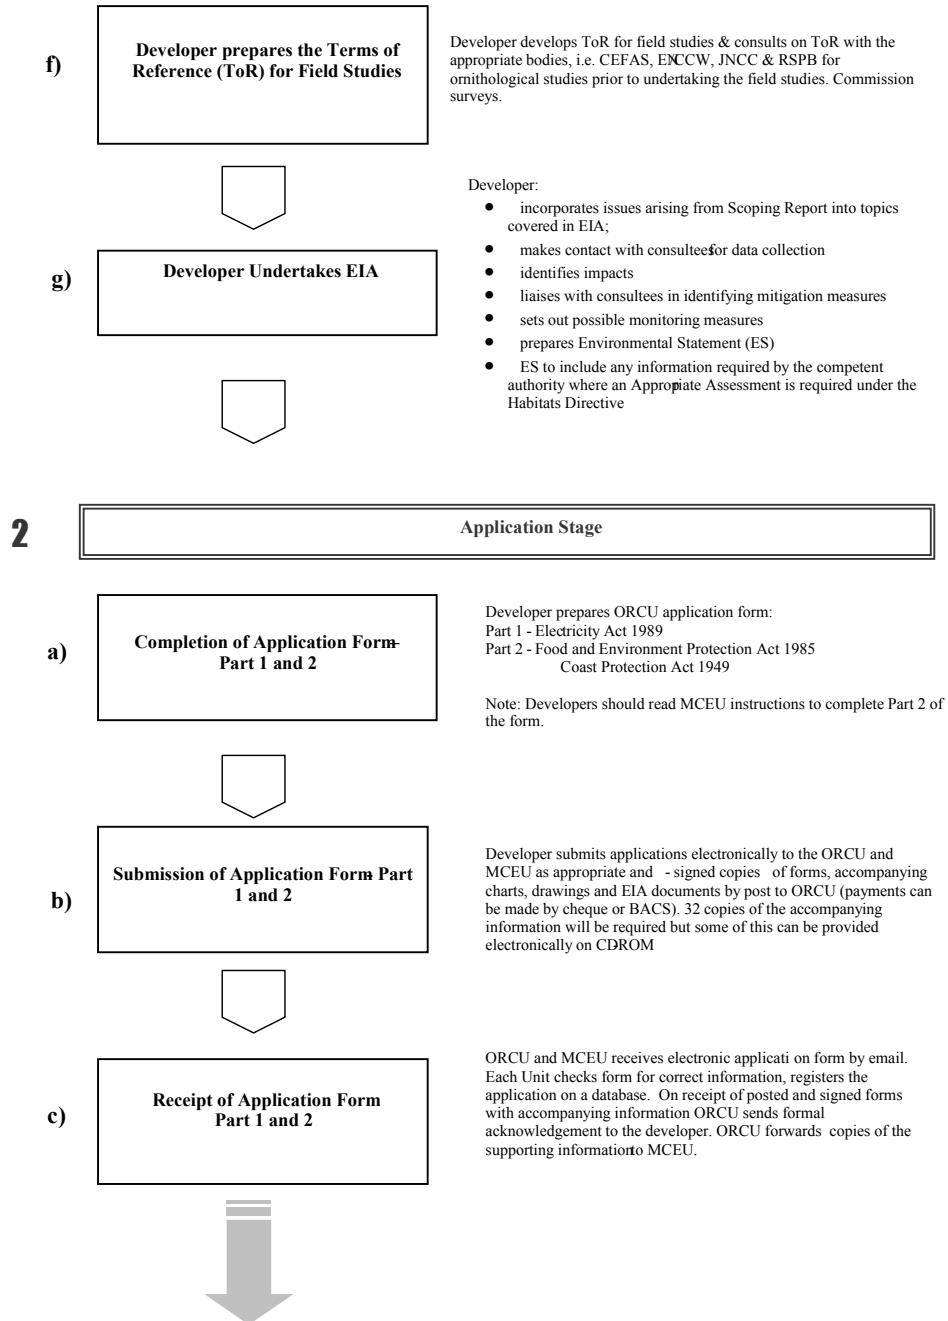 f)
Developer prepares the Terms of
Reference (ToR) for Field Studies
Developer develops ToR for field studies & consults on ToR with the
appropriate bodies, i.e. CEFAS, EN/CCW, JNCC & RSPB for
ornithological studies prior to undertaking the field studies. Commission
surveys.
g)
Developer Undertakes EIA
Developer:
● incorporates issues arising from Scoping Report into topics
covered in EIA;
● makes contact with consultees for data collection
● identifies impacts
● liaises with consultees in identifying mitigation measures
● sets out possible monitoring measures
● prepares Environmental Statement (ES)
● ES to include any information required by the competent
authority where an Appropriate Assessment is required under the
Habitats Directive
2
Application Stage
a)
Completion of Application Form–
Part 1 and 2
Developer prepares ORCU application form:
Part 1 - Electricity Act 1989
Part 2 - Food and Environment Protection Act 1985
Coast Protection Act 1949
Note: Developers should read MCEU instructions to complete Part 2 of
the form.
b)
Submission of Application Form– Part
1 and 2
Developer submits applications electronically to the ORCU and
MCEU as appropriate and - signed copies of forms, accompanying
charts, drawings and EIA documents by post to ORCU (payments can
be made by cheque or BACS). 32 copies of the accompanying
information will be required but some of this can be provided
electronically on CD-ROM
c)
Receipt of Application Form
Part 1 and 2
ORCU and MCEU receives electronic applicati on form by email.
Each Unit checks form for correct information, registers the
application on a database. On receipt of posted and signed forms
with accompanying information ORCU sends formal
acknowledgement to the developer. ORCU forwards copies of the
supporting information to MCEU.